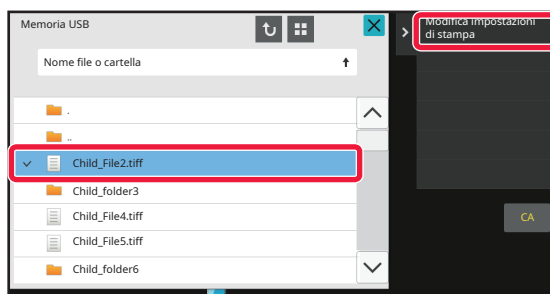 Memoria USB
Modifica impostazioni
di stampa
Nome file o cartella
.
..
Child_File2.tiff
Child_folder3
Child_File4.tiff
Child_File5.tiff
Child_folder6
CA